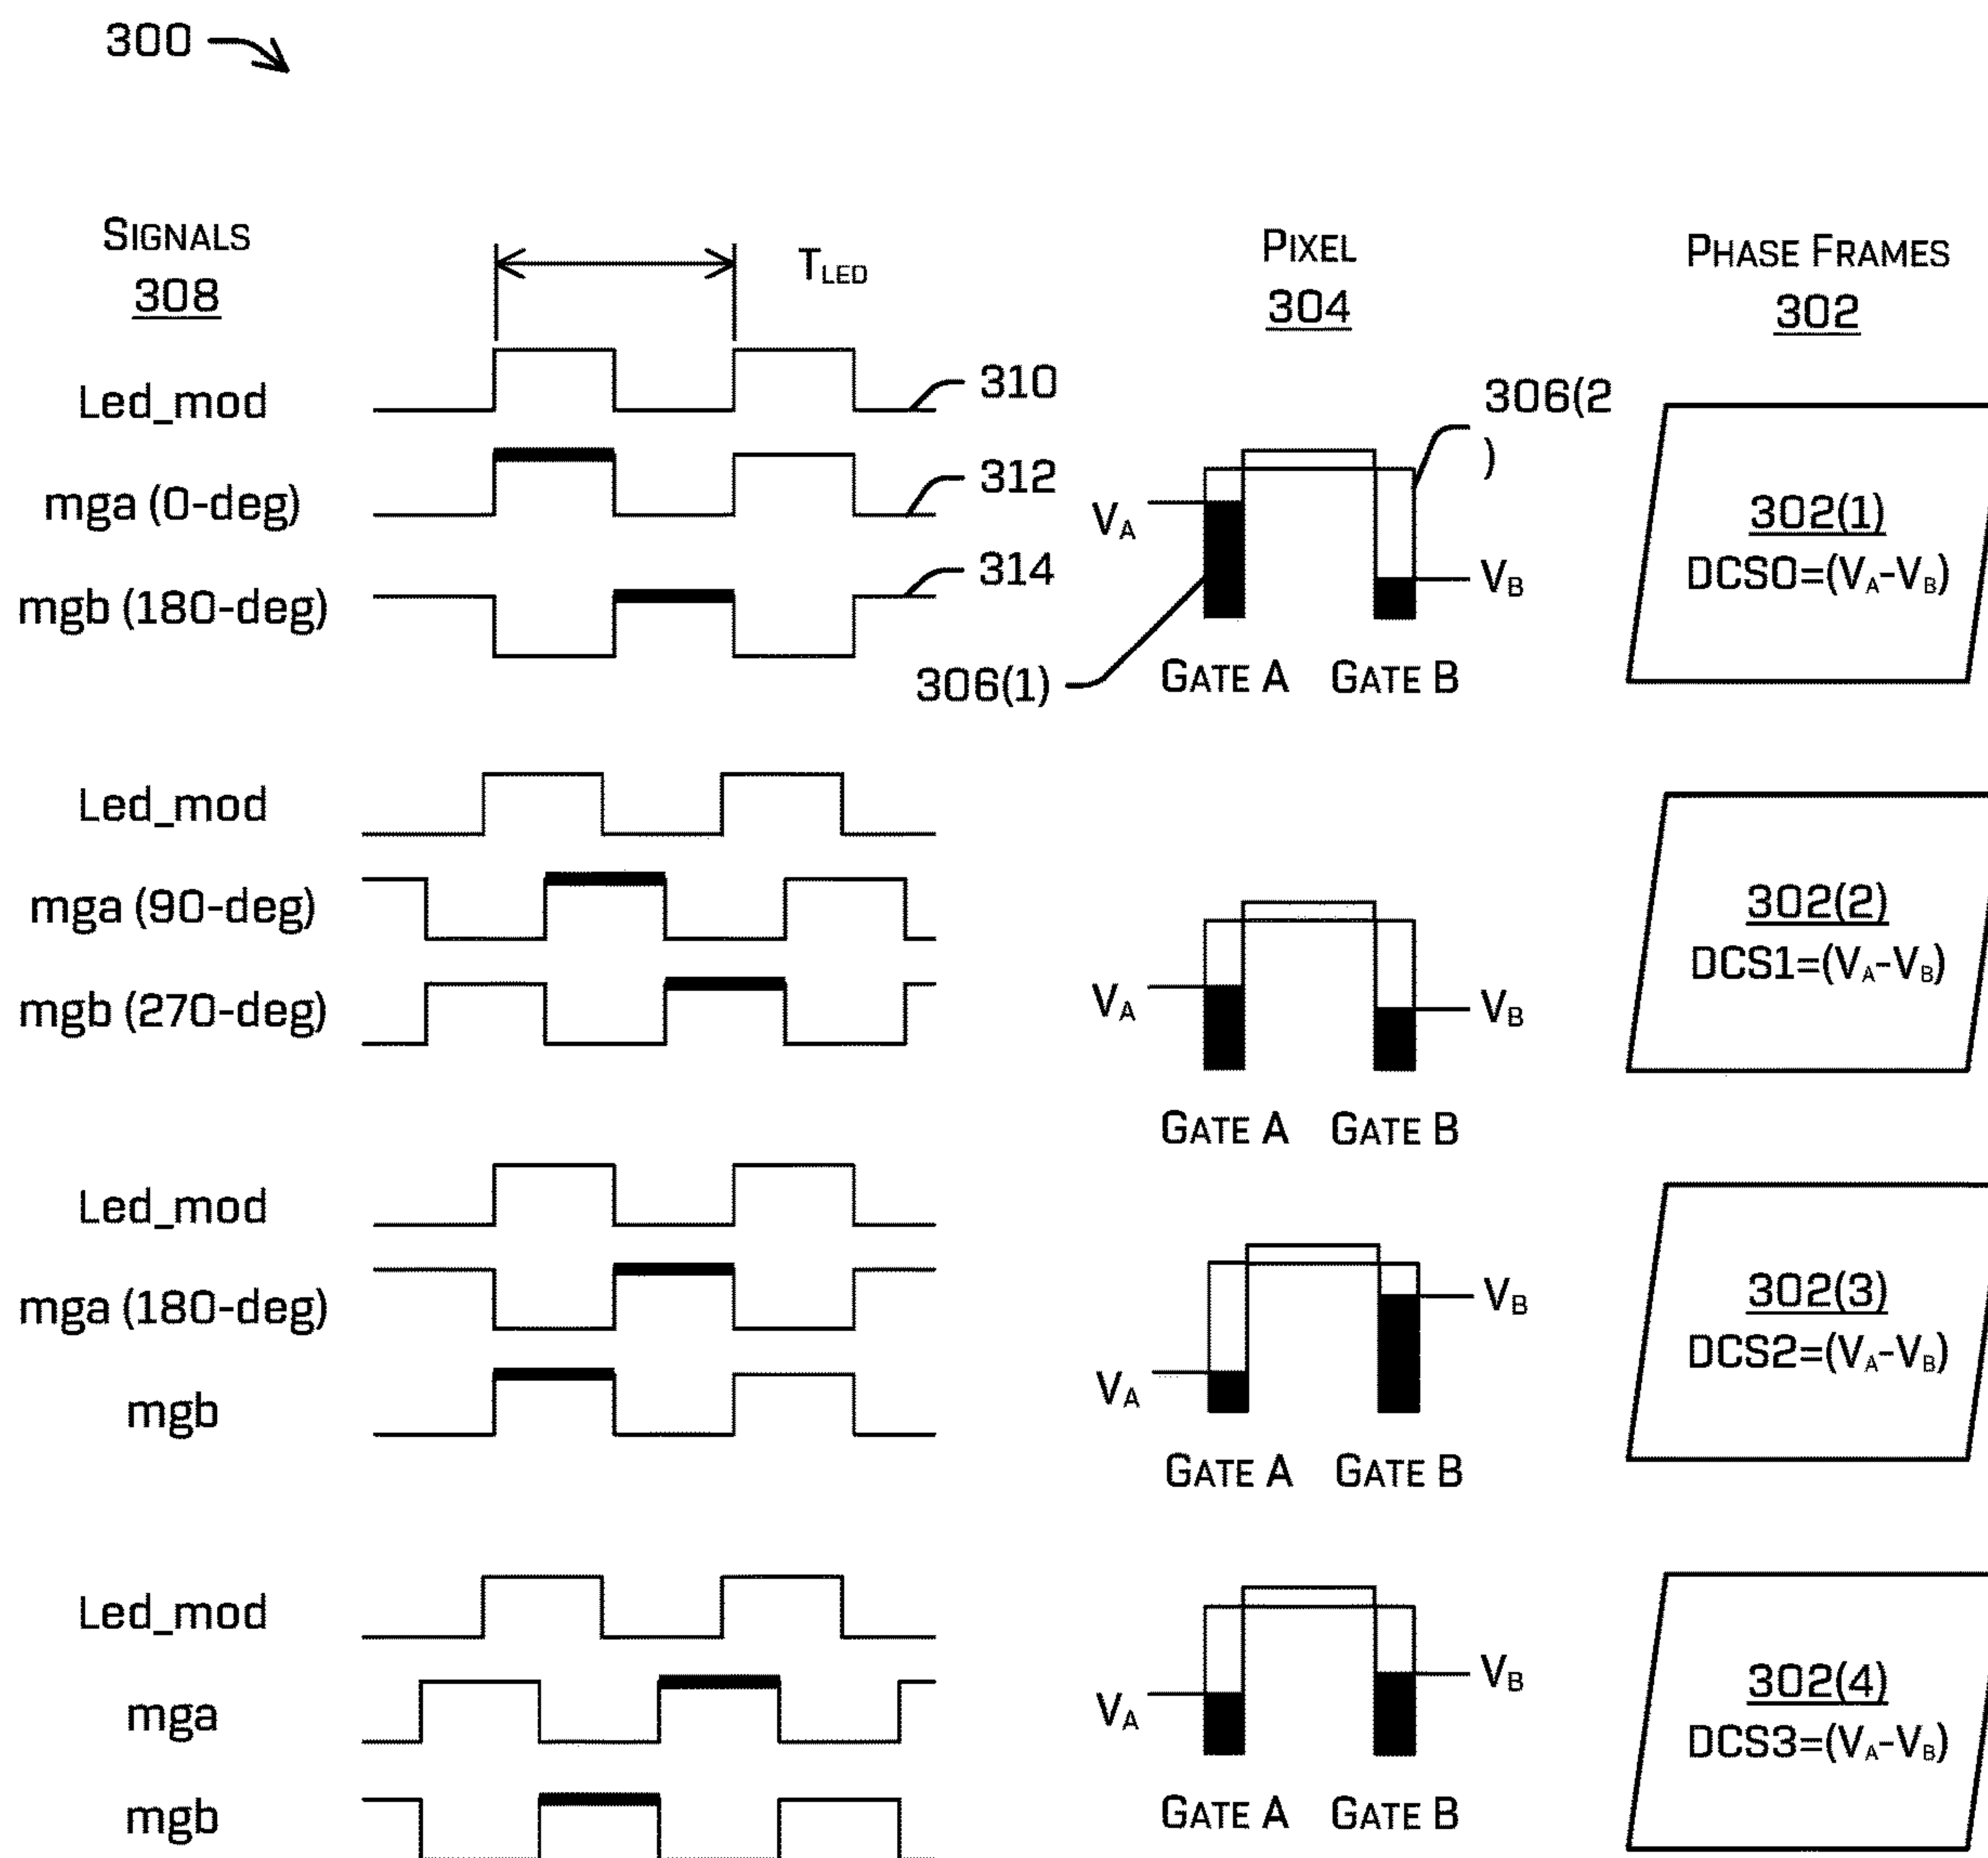 300
SIGNALS
308
TLED
PIXEL
304
PHASE FRAMES
302
Led_mod
310
mga (0-deg)
312
mgb (180-deg)
314
306(2
)
VA
VB
306(1)
GATE A GATE B
302(1)
DCS0=(VA-VB)
Led_mod
mga (90-deg)
mgb (270-deg)
VA
VB
GATE A GATE B
302(2)
DCS1=(VA-VB)
Led_mod
mga (180-deg)
mgb
VA
VB
GATE A GATE B
302(3)
DCS2=(VA-VB)
Led_mod
mga
mgb
VA
VB
GATE A GATE B
302(4)
DCS3=(VA-VB)